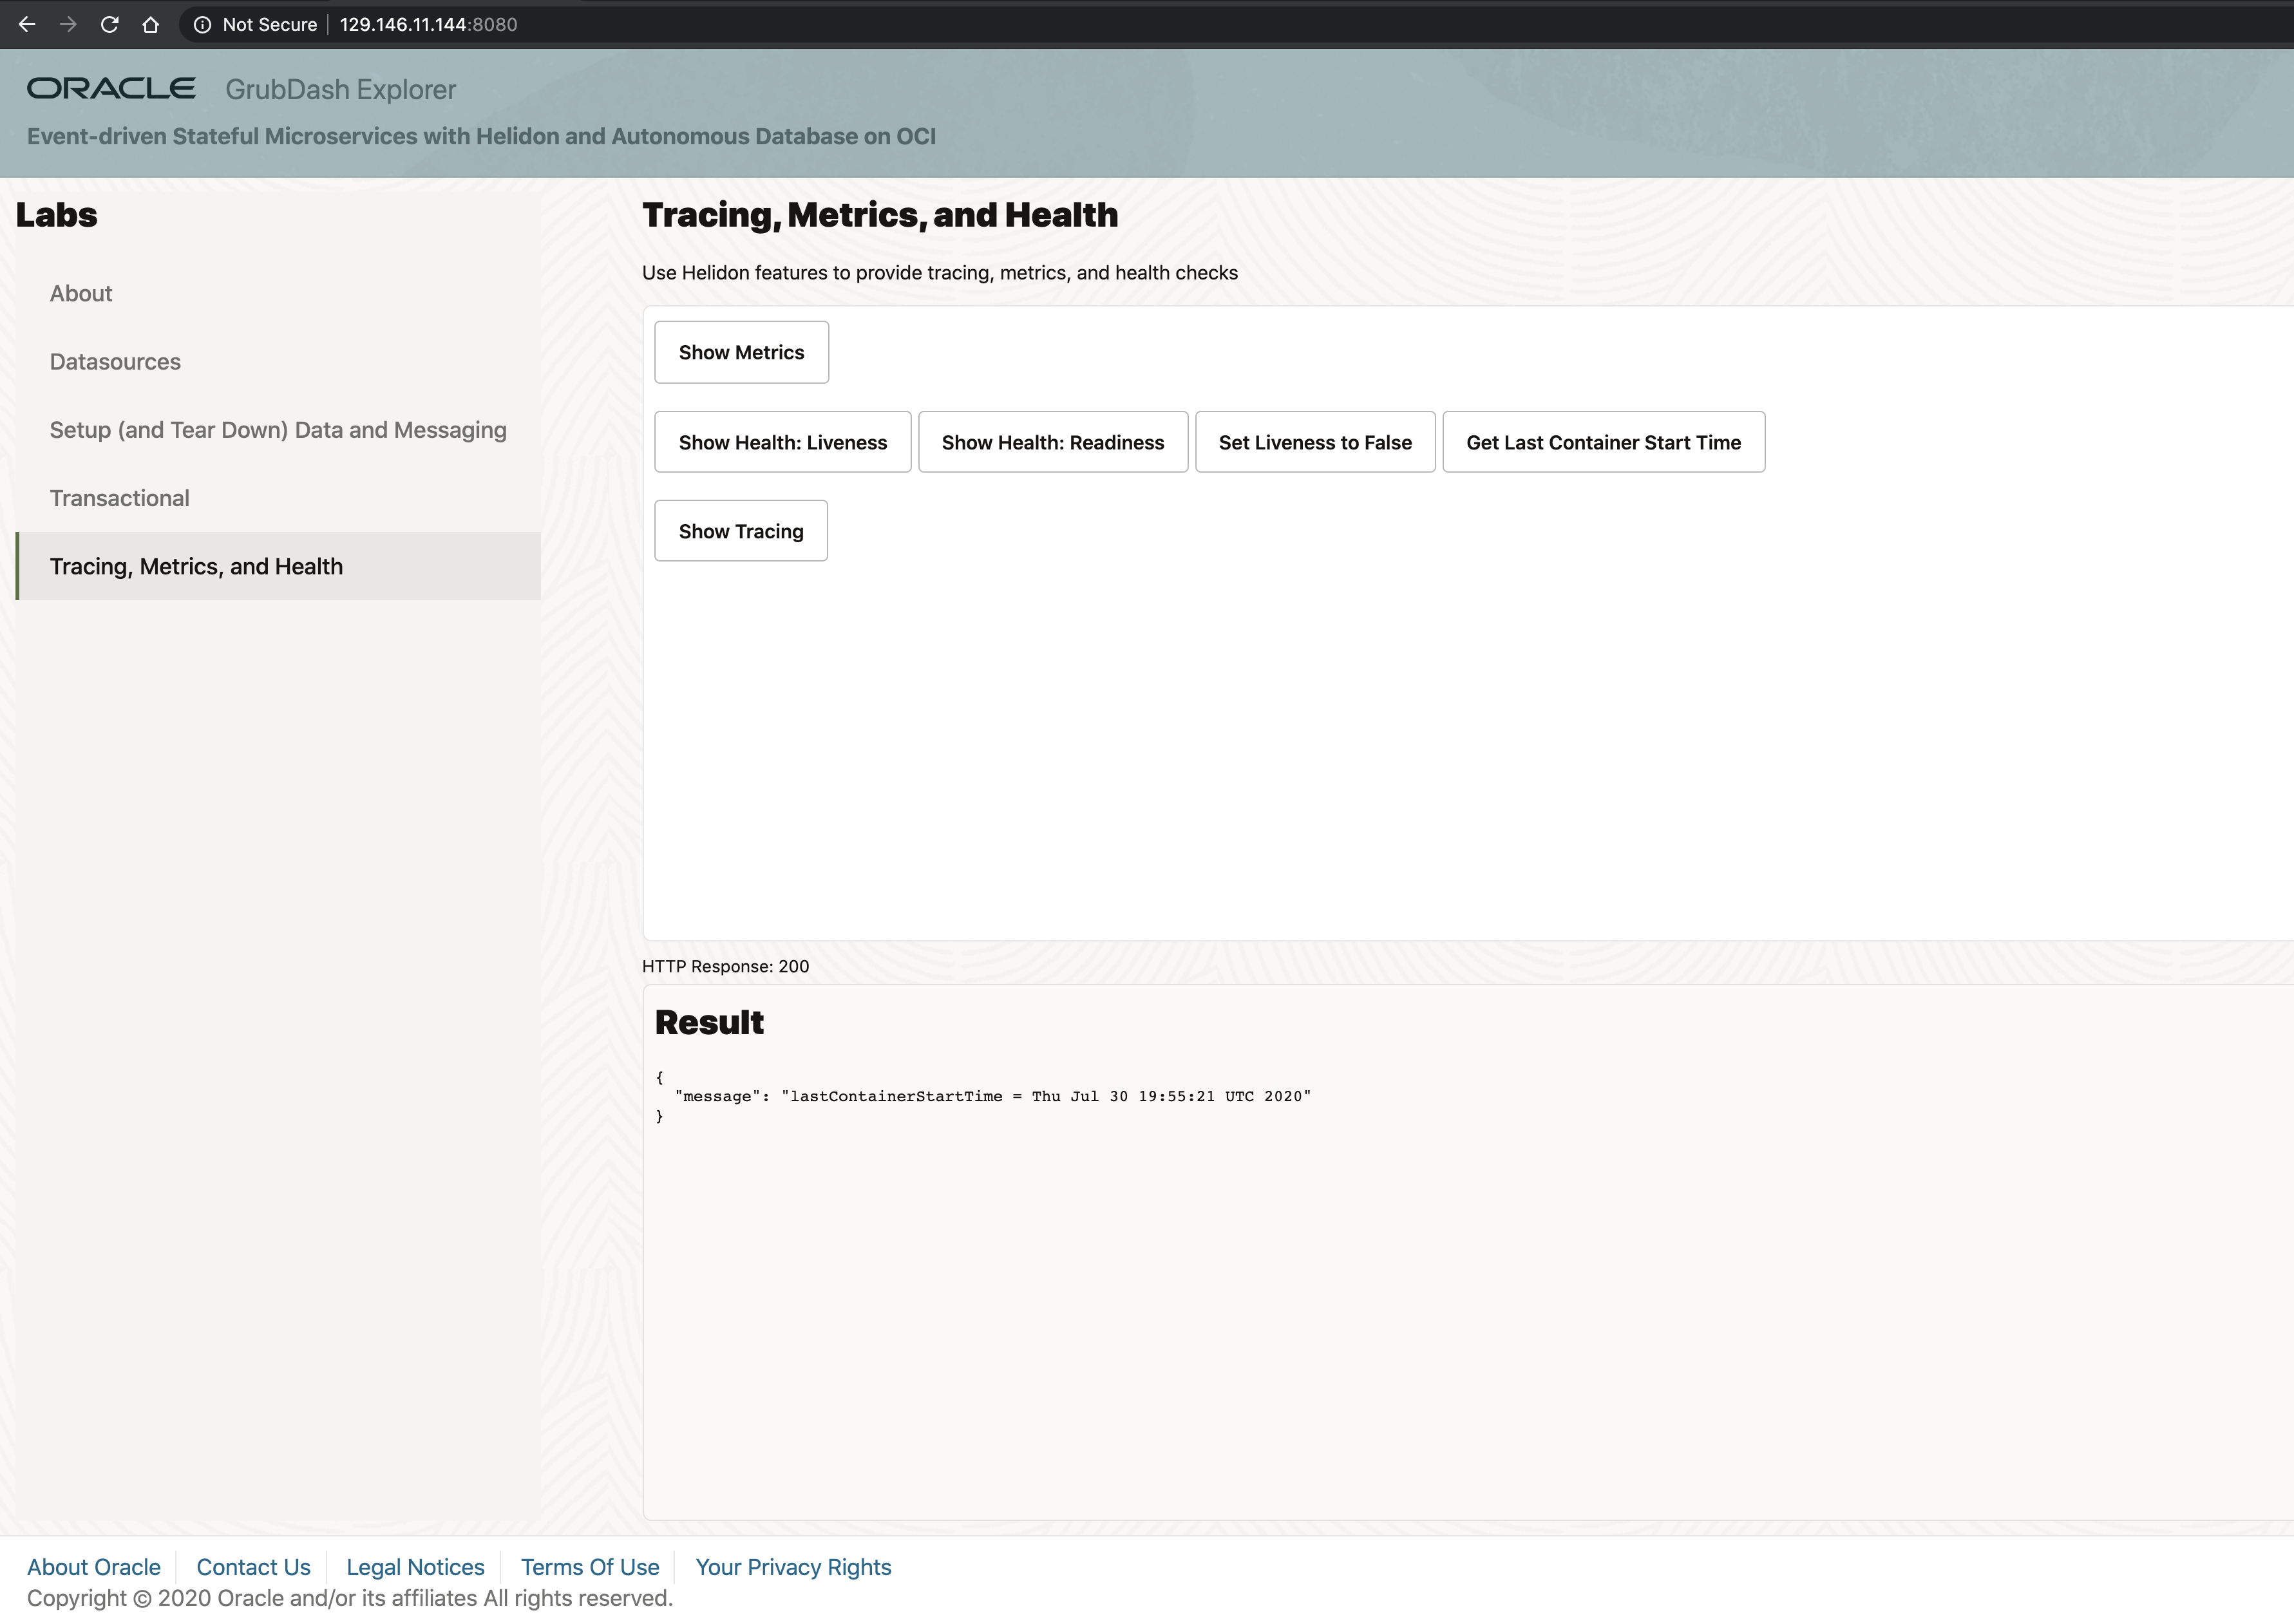 Not Secure | 129.146.11.144:8080
ORACLE GrubDash Explorer
Event-driven Stateful Microservices with Helidon and Autonomous Database on OCI
Labs
About
Datasources
Setup (and Tear Down) Data and Messaging
Transactional
Tracing, Metrics, and Health
Tracing, Metrics, and Health
Use Helidon features to provide tracing, metrics, and health checks
Show Metrics
Show Health: Liveness Show Health: Readiness Set Liveness to False Get Last Container Start Time
Show Tracing
HTTP Response: 200
Result
{
"message": "lastContainerStartTime = Thu Jul 30 19:55:21 UTC 2020"
}
About Oracle Contact Us Legal Notices Terms Of Use Your Privacy Rights
Copyright © 2020 Oracle and/or its affiliates All rights reserved.